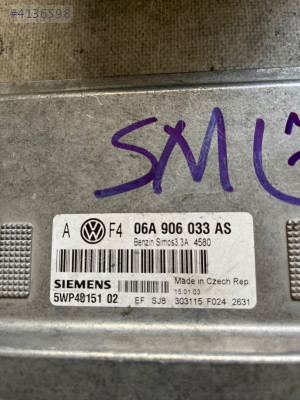 #4136598
SM
A F4 06A 906 033 AS
Benzin Simos3.3A 4580
SIEMENS
Made in Czech Rep
5WP40151 02
15.01.03
EF SJ8 303115 F024 2631